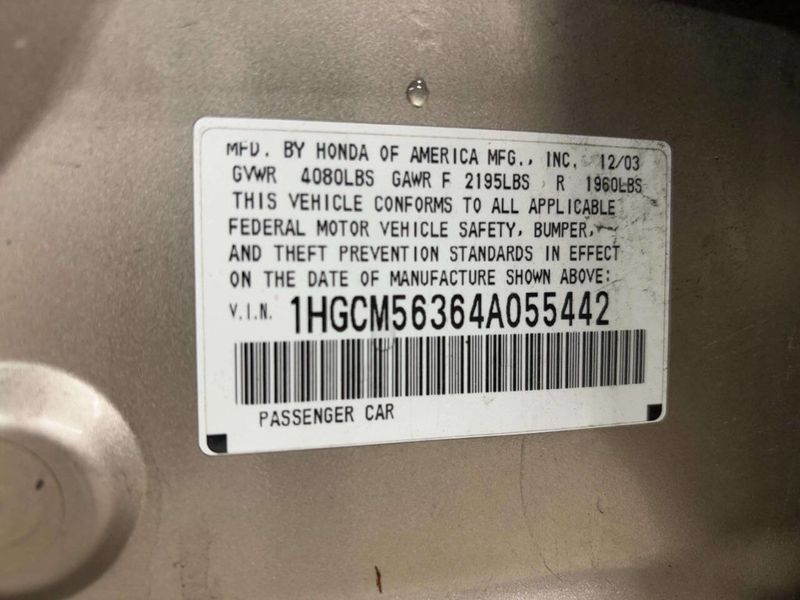 MFD. BY HONDA OF AMERICA MFG., INC. 12/03
GVWR 4080LBS GAWR F 2195LBS R 1960LBS
THIS VEHICLE CONFORMS TO ALL APPLICABLE
FEDERAL MOTOR VEHICLE SAFETY, BUMPER,
AND THEFT PREVENTION STANDARDS IN EFFECT
ON THE DATE OF MANUFACTURE SHOWN ABOVE:
V.I.N. 1HGCM56364A055442
PASSENGER CAR